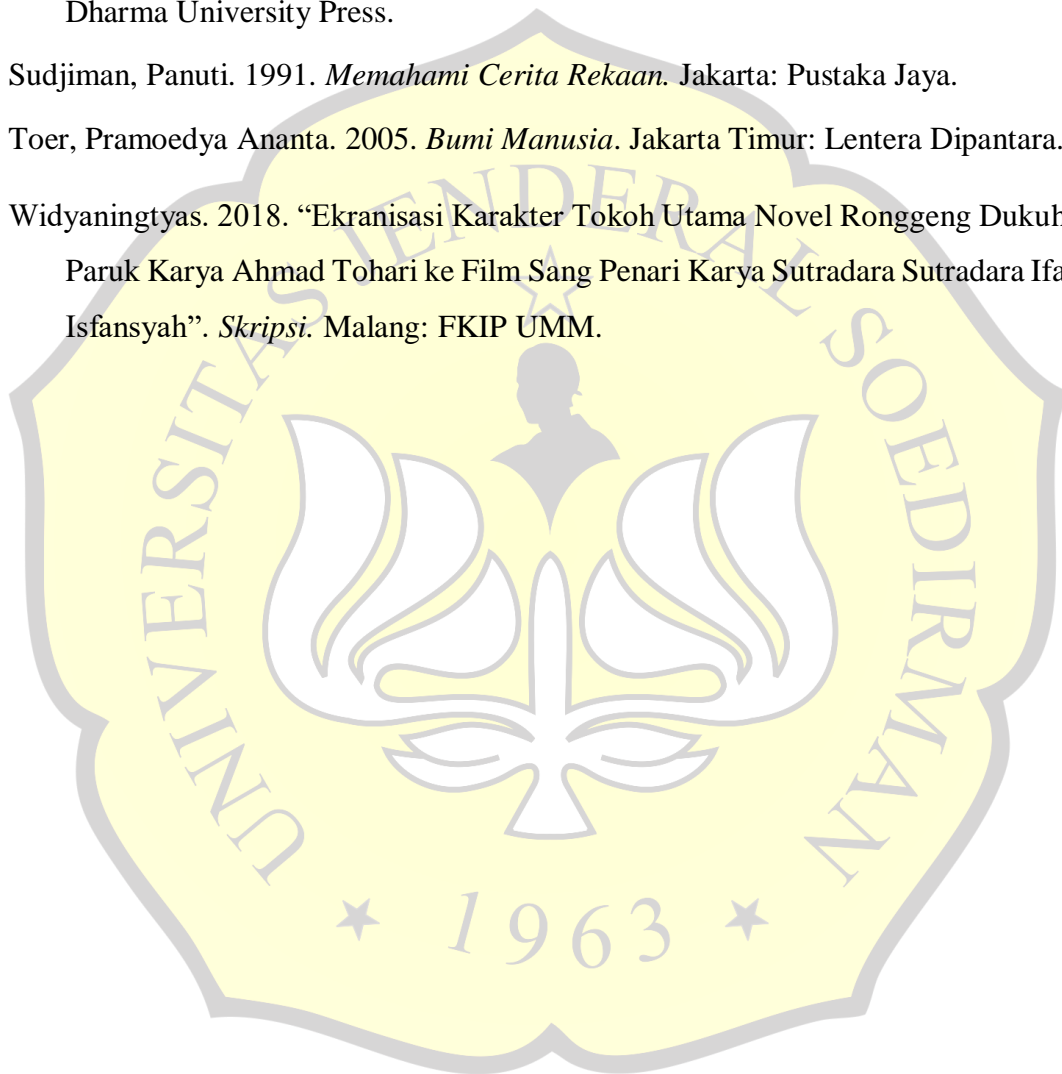 Dharma University Press.
Sudjiman, Panuti. 1991. Memahami Cerita Rekaan. Jakarta: Pustaka Jaya.
Toer, Pramoedya Ananta. 2005. Bumi Manusia. Jakarta Timur: Lentera Dipantara.
Widyaningtyas. 2018. “Ekranisasi Karakter Tokoh Utama Novel Ronggeng Dukuh
Paruk Karya Ahmad Tohari ke Film Sang Penari Karya Sutradara Sutradara Ifa
Isfansyah”. Skripsi. Malang: FKIP UMM.
UNIVERSITAS JENDERAL SOEDIRMAN
1963